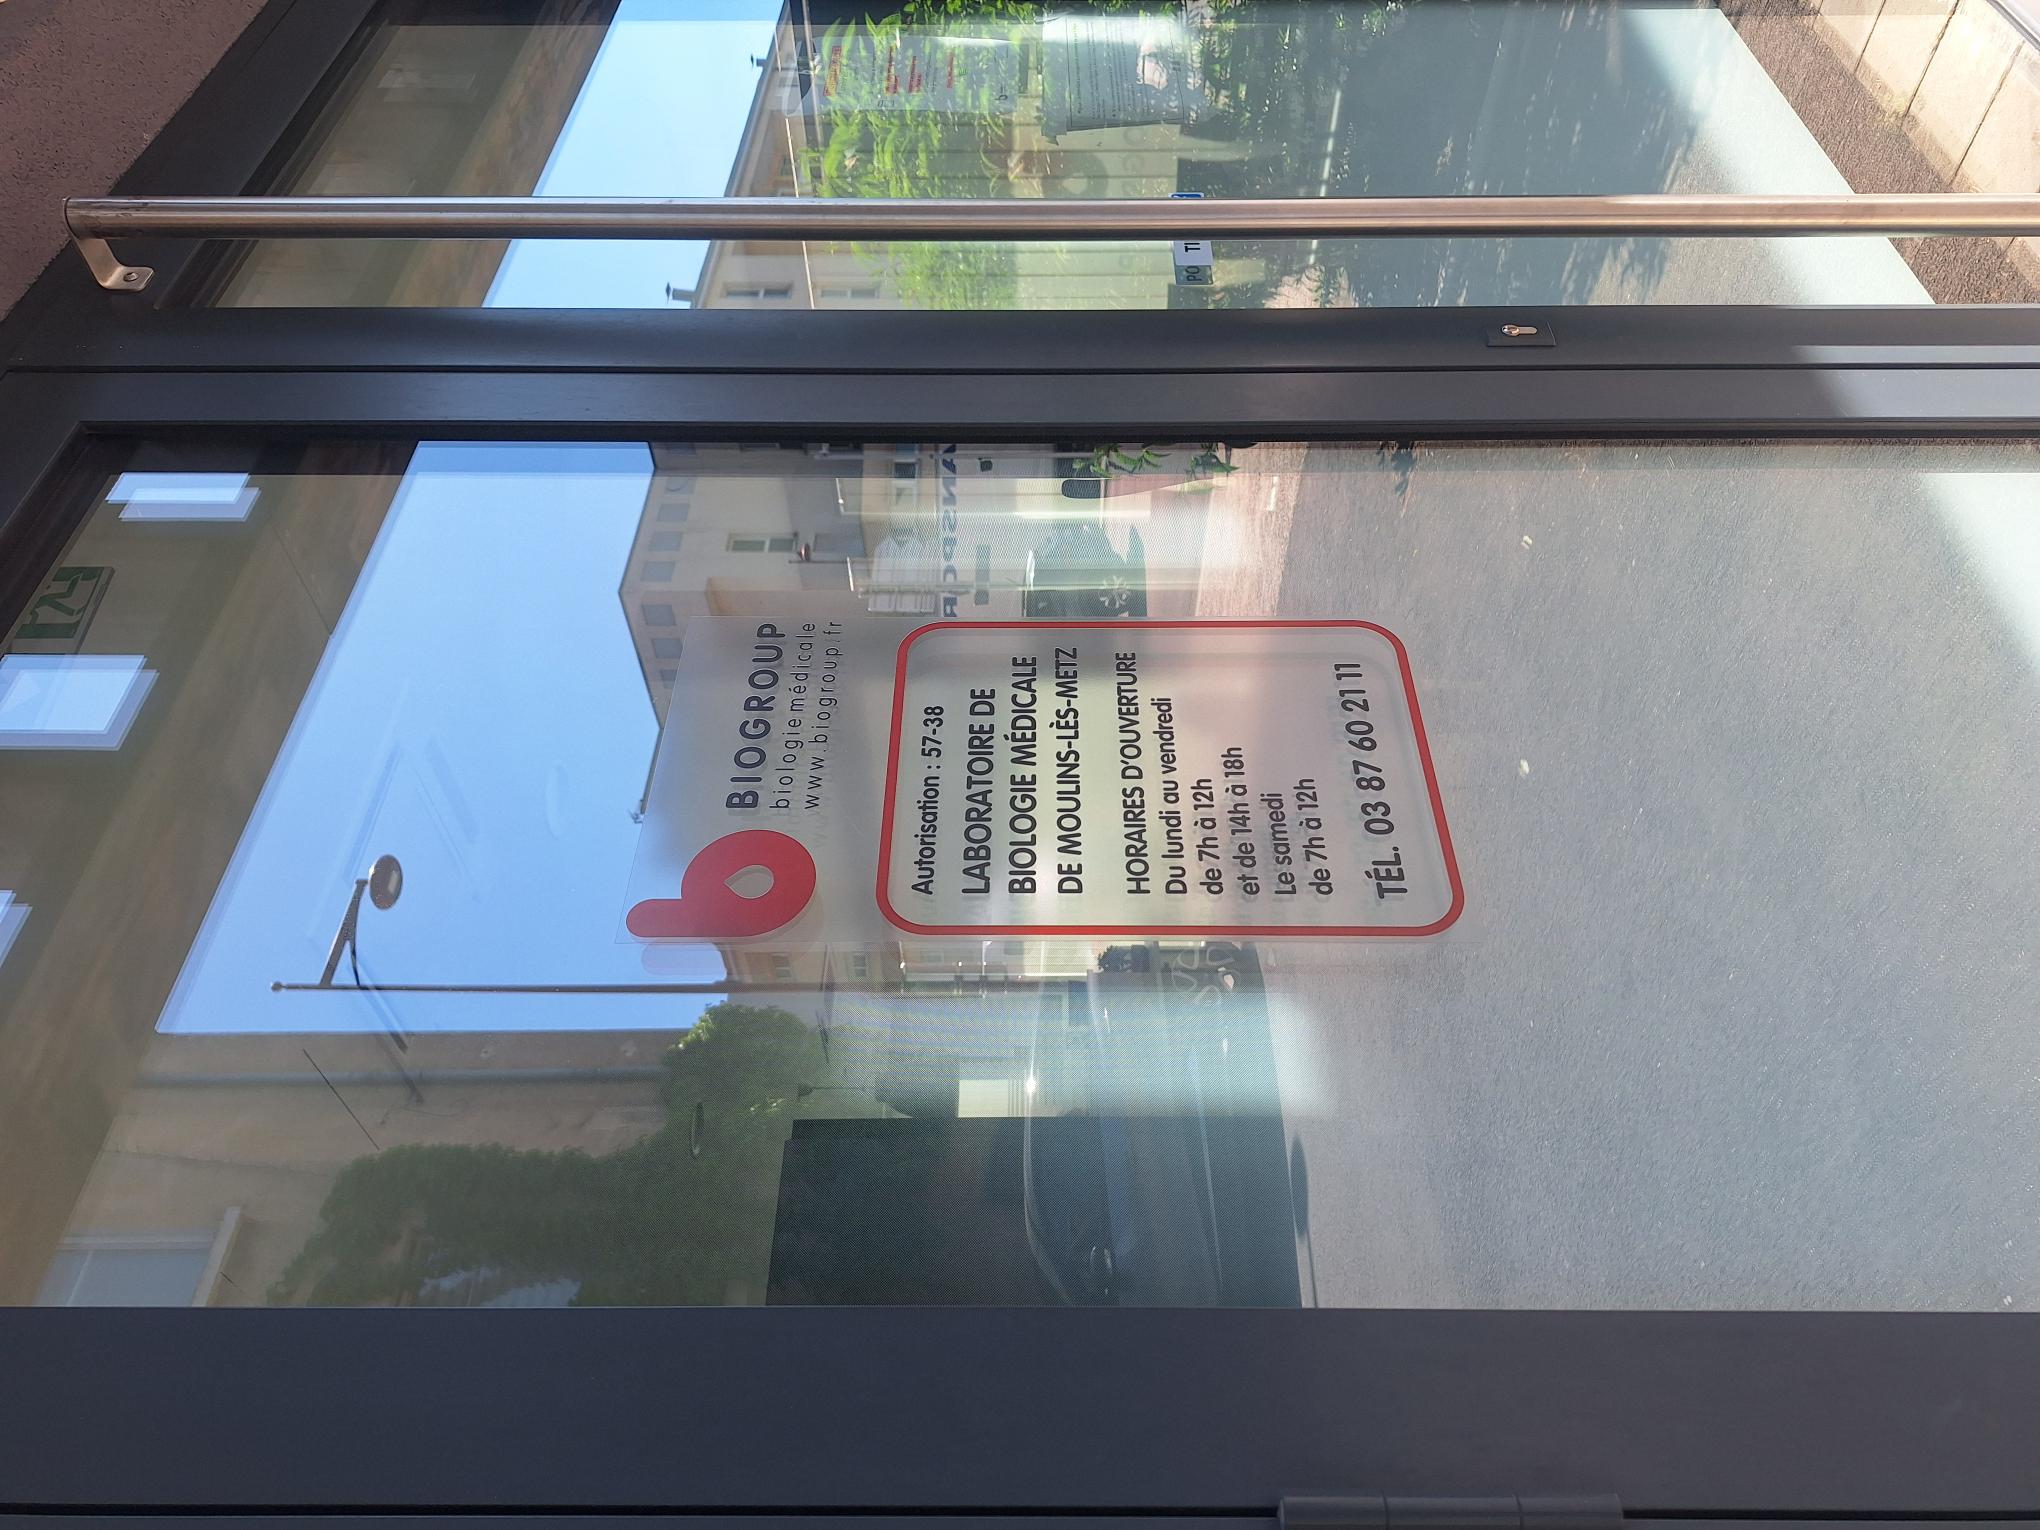 BIOGROUP
biologiemédicale
www.biogroup.fr
Autorisation : 57-38
LABORATOIRE DE
BIOLOGIE MÉDICALE
DE MOULINS-LÈS-METZ
HORAIRES D'OUVERTURE
Du lundi au vendredi
de 7h à 12h
et de 14h à 18h
Le samedi
de 7h à 12h
TÉL. 03 87 60 21 11